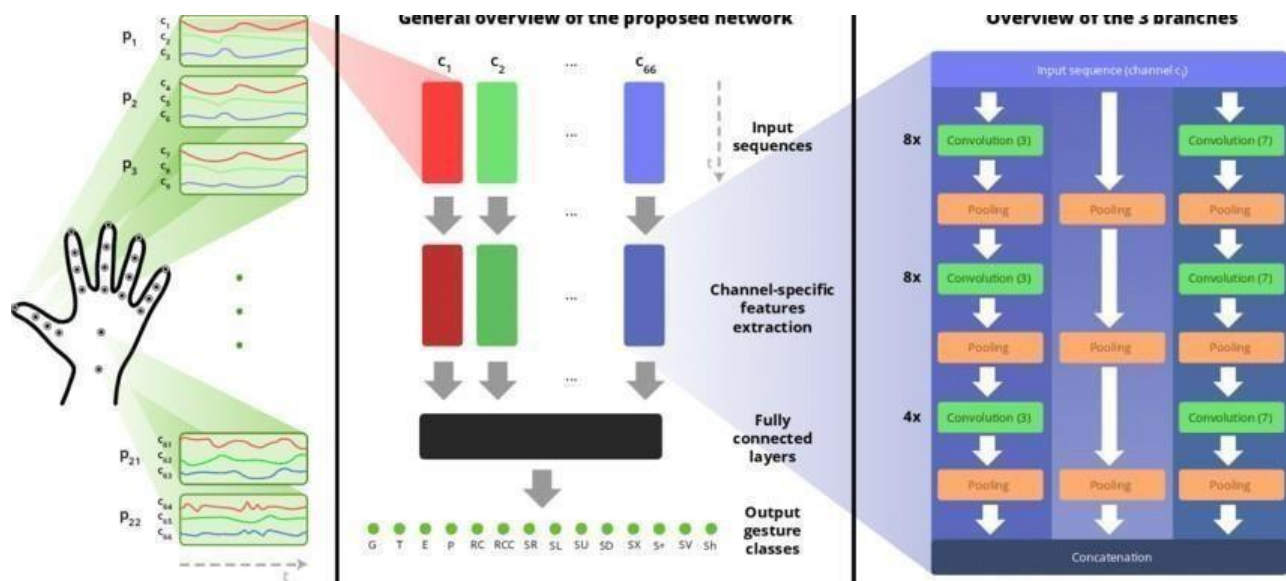 P1
c1
c2
c3
P2
c4
c5
c6
P3
c7
c8
c9
P21
c61
c62
c63
P22
c64
c65
c66
t
General overview of the proposed network
C1 C2 ... C66
...
Input
sequences
t
...
...
Channel-specific
features
extraction
...
Fully
connected
layers
Output
gesture
classes
G T E P RC RCC SR SL SU SD SX S+ SV Sh
Overview of the 3 branches
Input sequence (channel ci)
8x Convolution (3) Convolution (7)
Pooling Pooling Pooling
8x Convolution (3) Convolution (7)
Pooling Pooling Pooling
4x Convolution (3) Convolution (7)
Pooling Pooling Pooling
Concatenation